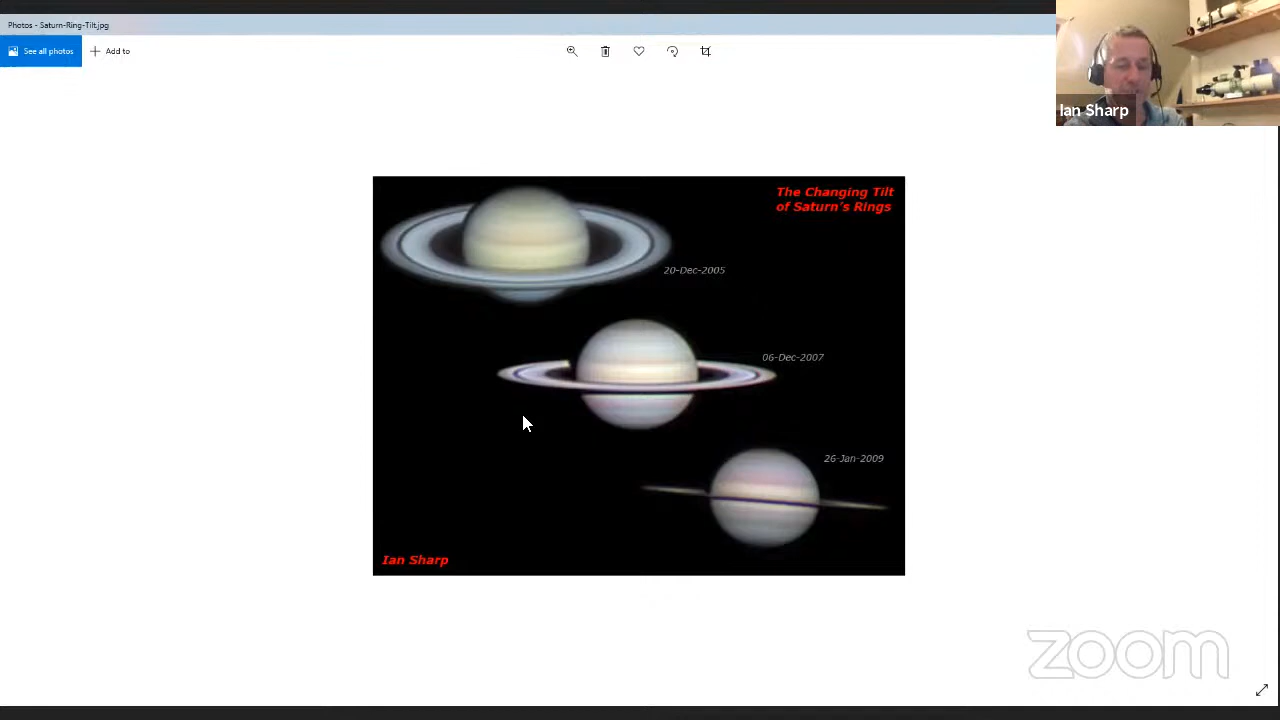 Photos - Saturn-Ring-Tilt.jpg
See all photos
Add to
Ian Sharp
The Changing Tilt
of Saturn's Rings
20-Dec-2005
06-Dec-2007
26-Jan-2009
Ian Sharp
zoom